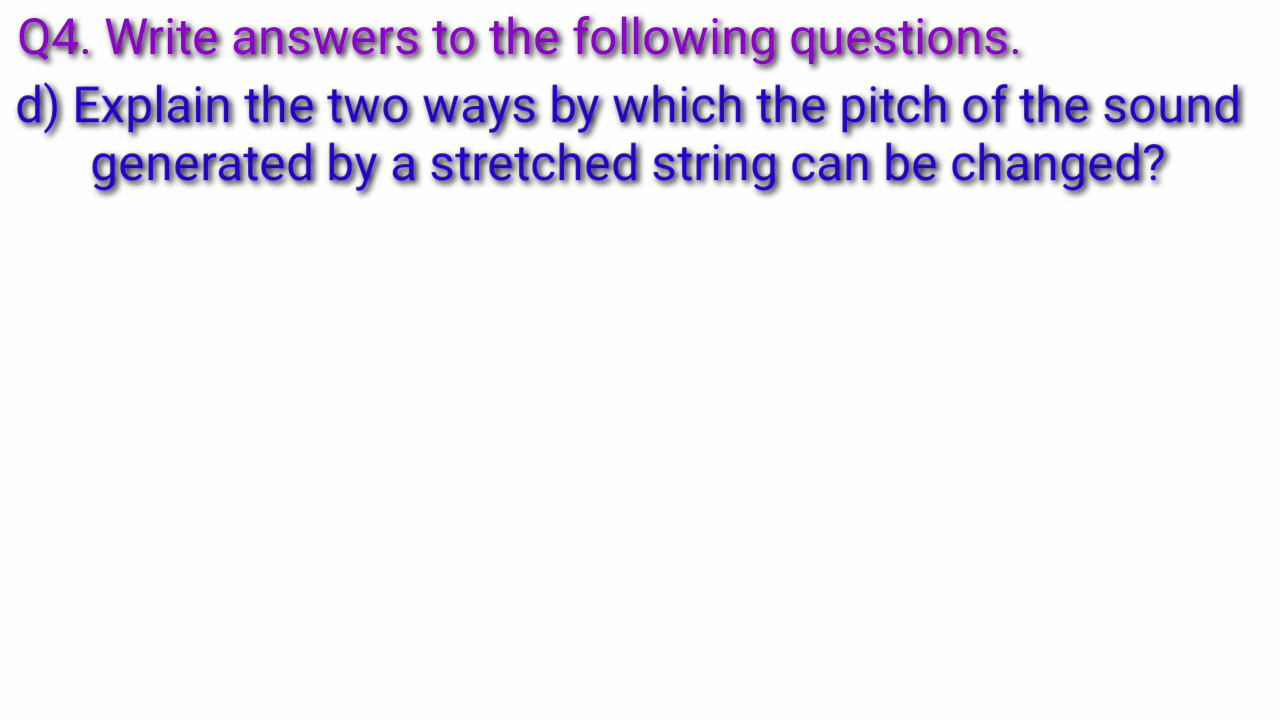 Q4. Write answers to the following questions.
d) Explain the two ways by which the pitch of the sound
generated by a stretched string can be changed?